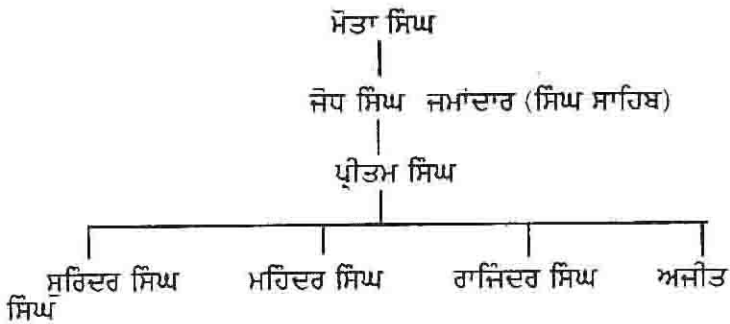 ਮੋਤਾ ਸਿੰਘ
ਜੋਧ ਸਿੰਘ ਜਮਾਂਦਾਰ (ਸਿੰਘ ਸਾਹਿਬ)
ਪ੍ਰੀਤਮ ਸਿੰਘ
ਸੁਰਿੰਦਰ ਸਿੰਘ ਮਹਿੰਦਰ ਸਿੰਘ ਰਾਜਿੰਦਰ ਸਿੰਘ ਅਜੀਤ
ਸਿੰਘ